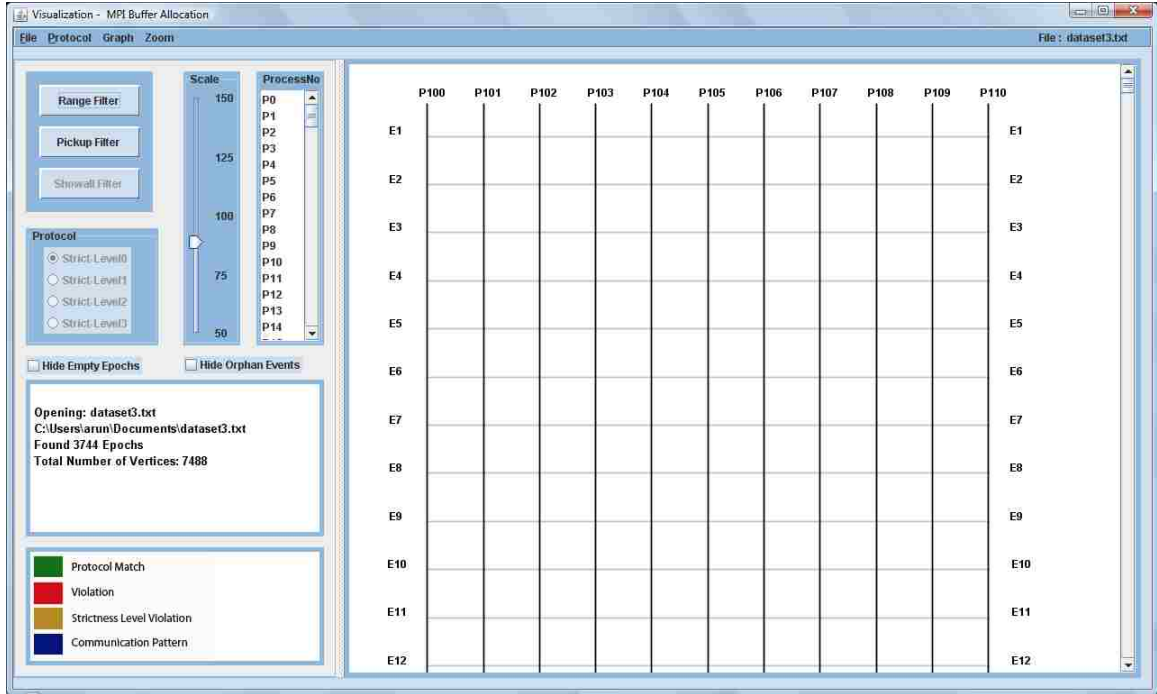 Visualization - MPI Buffer Allocation
File Protocol Graph Zoom File : dataset3.txt
Range Filter
Pickup Filter
Showall Filter
Protocol
Strict-Level0
Strict-Level1
Strict-Level2
Strict-Level3
Scale
150
125
100
75
50
ProcessNo
P0
P1
P2
P3
P4
P5
P6
P7
P8
P9
P10
P11
P12
P13
P14
Hide Empty Epochs
Hide Orphan Events
Opening: dataset3.txt
C:\Users\arun\Documents\dataset3.txt
Found 3744 Epochs
Total Number of Vertices: 7488
Protocol Match
Violation
Strictness Level Violation
Communication Pattern
P100 P101 P102 P103 P104 P105 P106 P107 P108 P109 P110
E1 E1
E2 E2
E3 E3
E4 E4
E5 E5
E6 E6
E7 E7
E8 E8
E9 E9
E10 E10
E11 E11
E12 E12